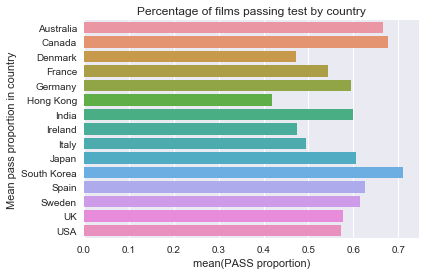 Percentage of films passing test by country
Mean pass proportion in country
Australia
Canada
Denmark
France
Germany
Hong Kong
India
Ireland
Italy
Japan
South Korea
Spain
Sweden
UK
USA
0.0 0.1 0.2 0.3 0.4 0.5 0.6 0.7
mean(PASS proportion)